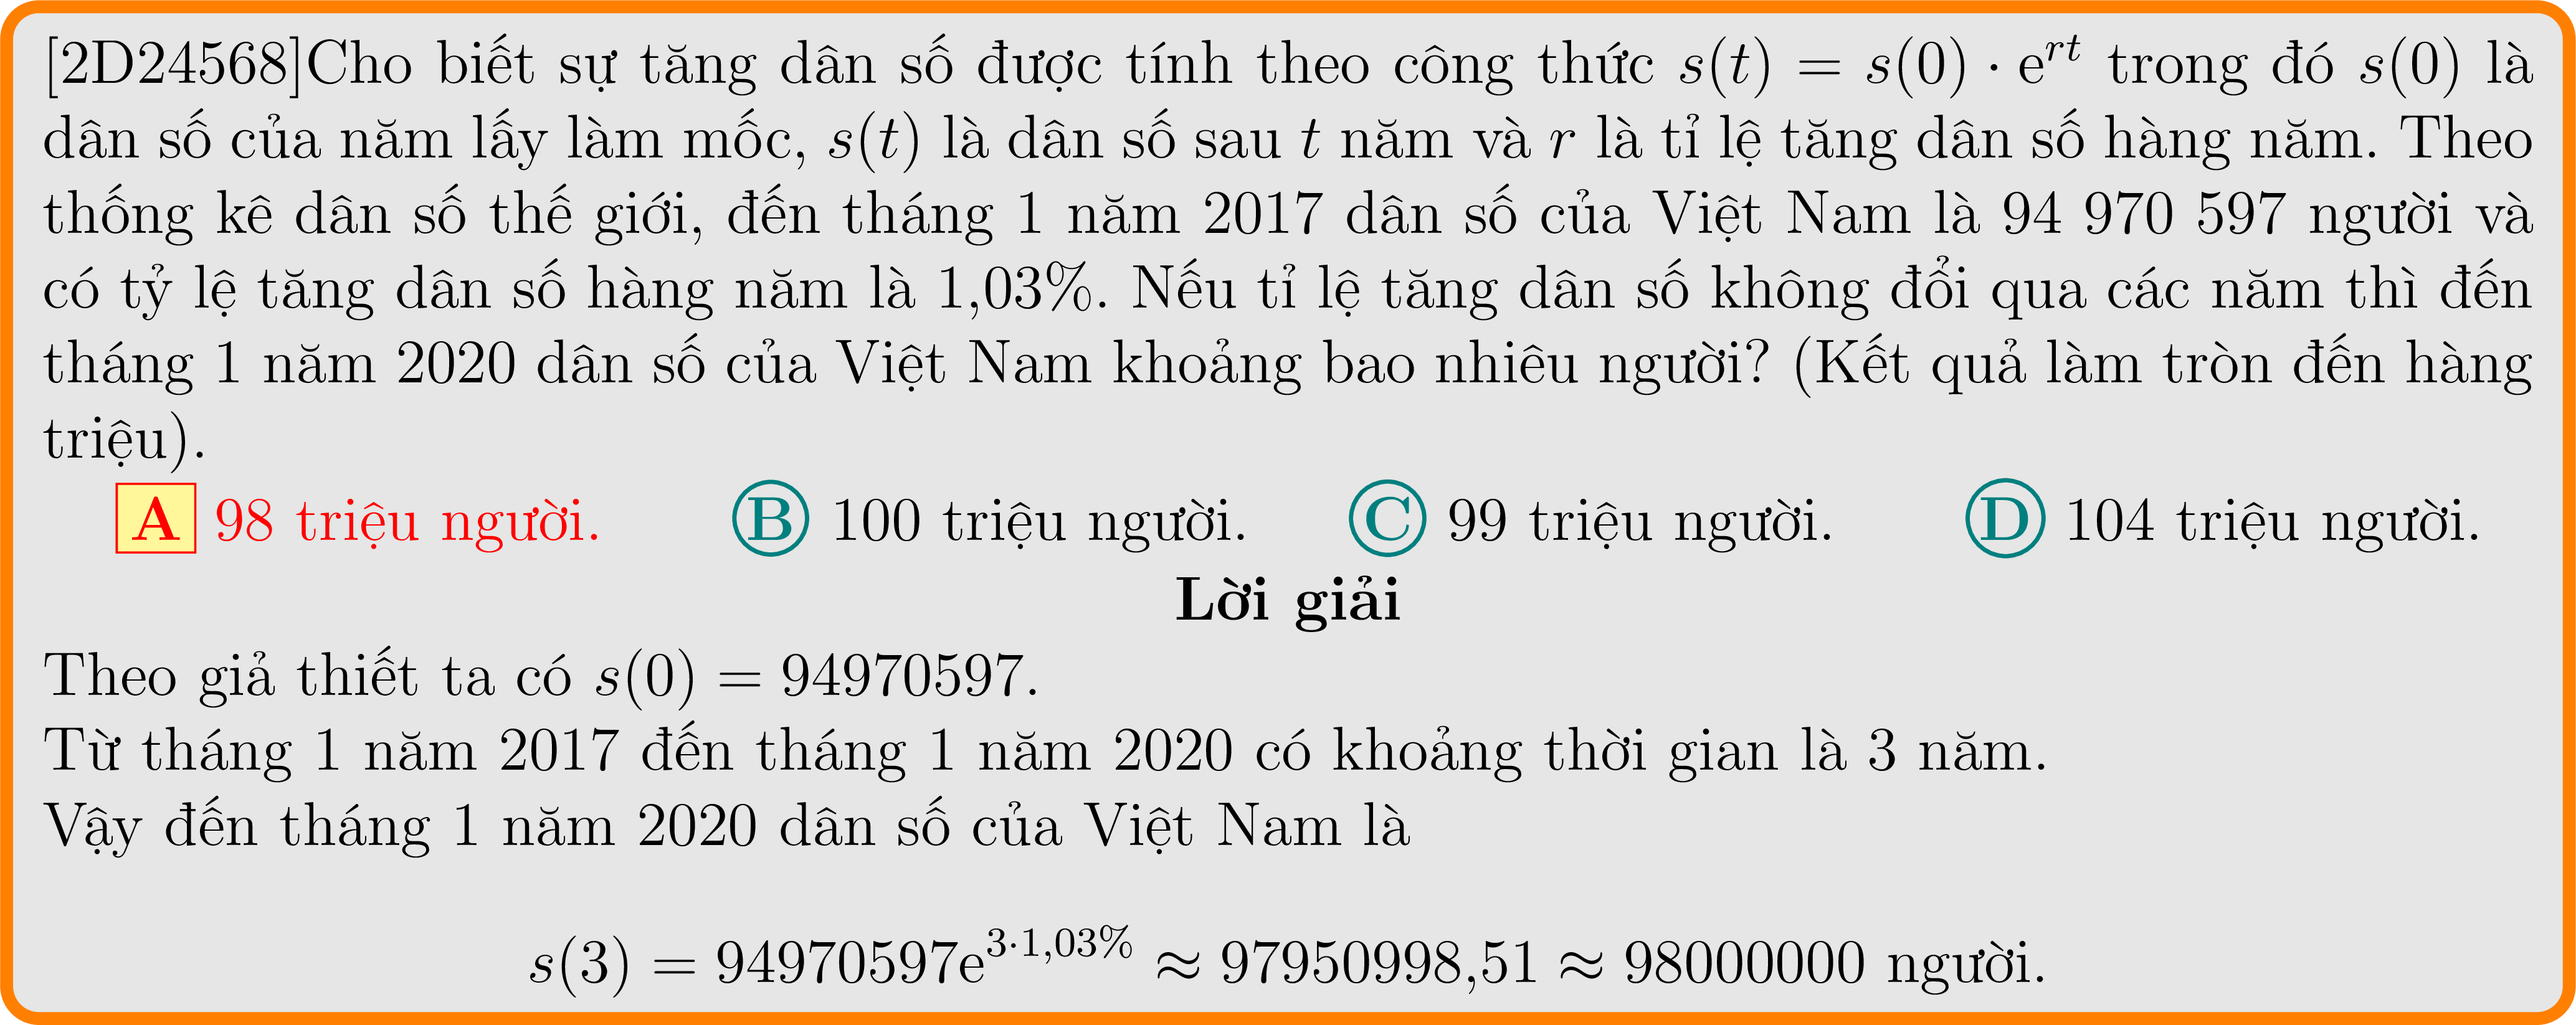 [2D24568]Cho biết sự tăng dân số được tính theo công thức s(t) = s(0) · e^{rt} trong đó s(0) là
dân số của năm lấy làm mốc, s(t) là dân số sau t năm và r là tỉ lệ tăng dân số hàng năm. Theo
thống kê dân số thế giới, đến tháng 1 năm 2017 dân số của Việt Nam là 94 970 597 người và
có tỷ lệ tăng dân số hàng năm là 1,03%. Nếu tỉ lệ tăng dân số không đổi qua các năm thì đến
tháng 1 năm 2020 dân số của Việt Nam khoảng bao nhiêu người? (Kết quả làm tròn đến hàng
triệu).
A 98 triệu người. B 100 triệu người. C 99 triệu người. D 104 triệu người.
Lời giải
Theo giả thiết ta có s(0) = 94970597.
Từ tháng 1 năm 2017 đến tháng 1 năm 2020 có khoảng thời gian là 3 năm.
Vậy đến tháng 1 năm 2020 dân số của Việt Nam là
s(3) = 94970597e^{3·1,03%} ≈ 97950998,51 ≈ 98000000 người.